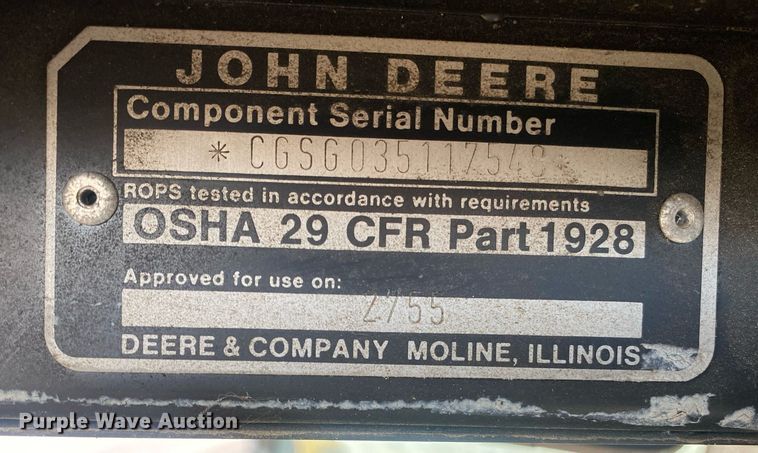 JOHN DEERE
Component Serial Number
* CGSG035117548
ROPS tested in accordance with requirements
OSHA 29 CFR Part 1928
Approved for use on:
2755
DEERE & COMPANY MOLINE, ILLINOIS
Purple Wave Auction